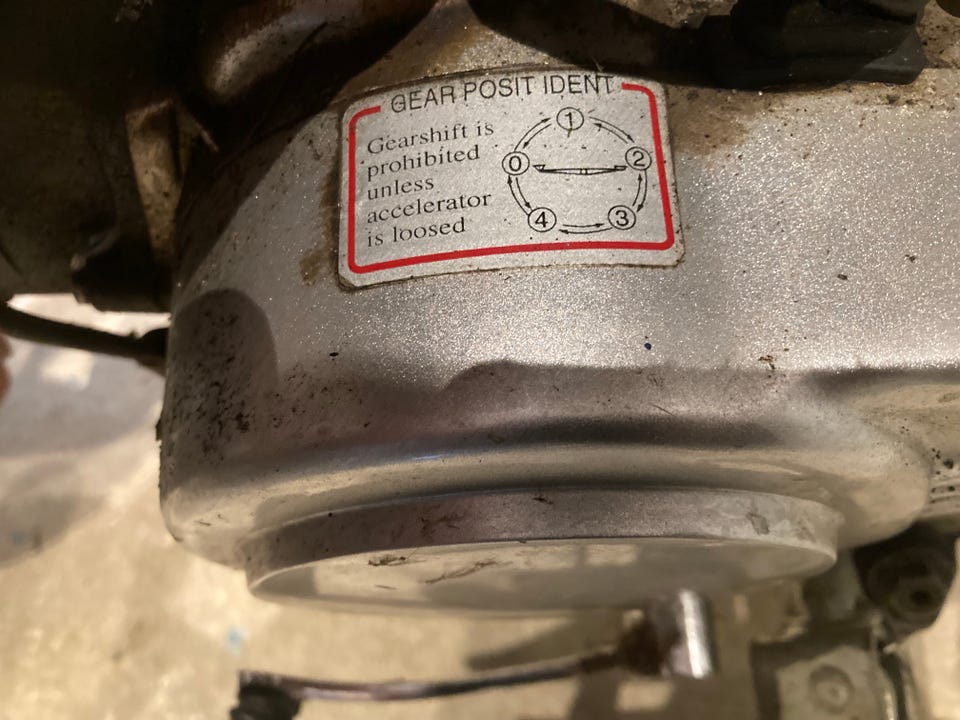 GEAR POSIT IDENT
Gearshift is
prohibited
unless
accelerator
is loosed
1
0
2
4
3